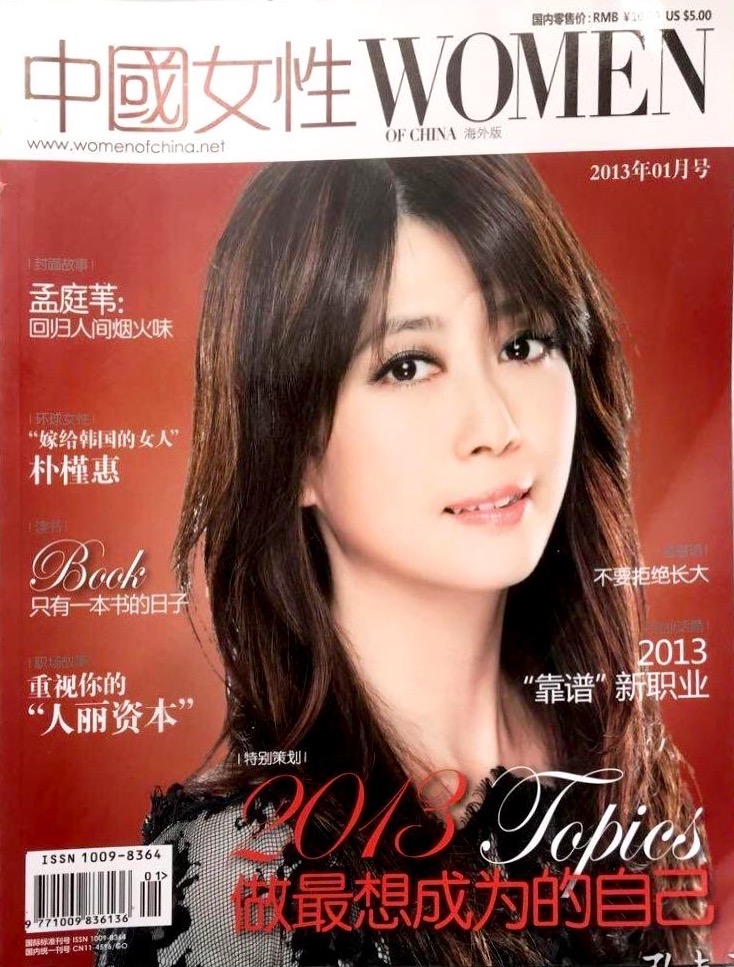 国内零售价:RMB ¥10.00 US $5.00
中國女性 WOMEN
OF CHINA 海外版
www.womenofchina.net
2013年01月号
|封面故事|
孟庭苇:
回归人间烟火味
|环球女性|
“嫁给韩国的女人”
朴槿惠
|读书|
Book
只有一本书的日子
不要拒绝长大
|职场故事|
重视你的
“人丽资本”
2013
“靠谱”新职业
|特别策划|
2013 Topics
做最想成为的自己
ISSN 1009-8364
01>
9 771009 836136
国际标准刊号 ISSN 1009-8364
国内统一刊号 CN11-4596/GO